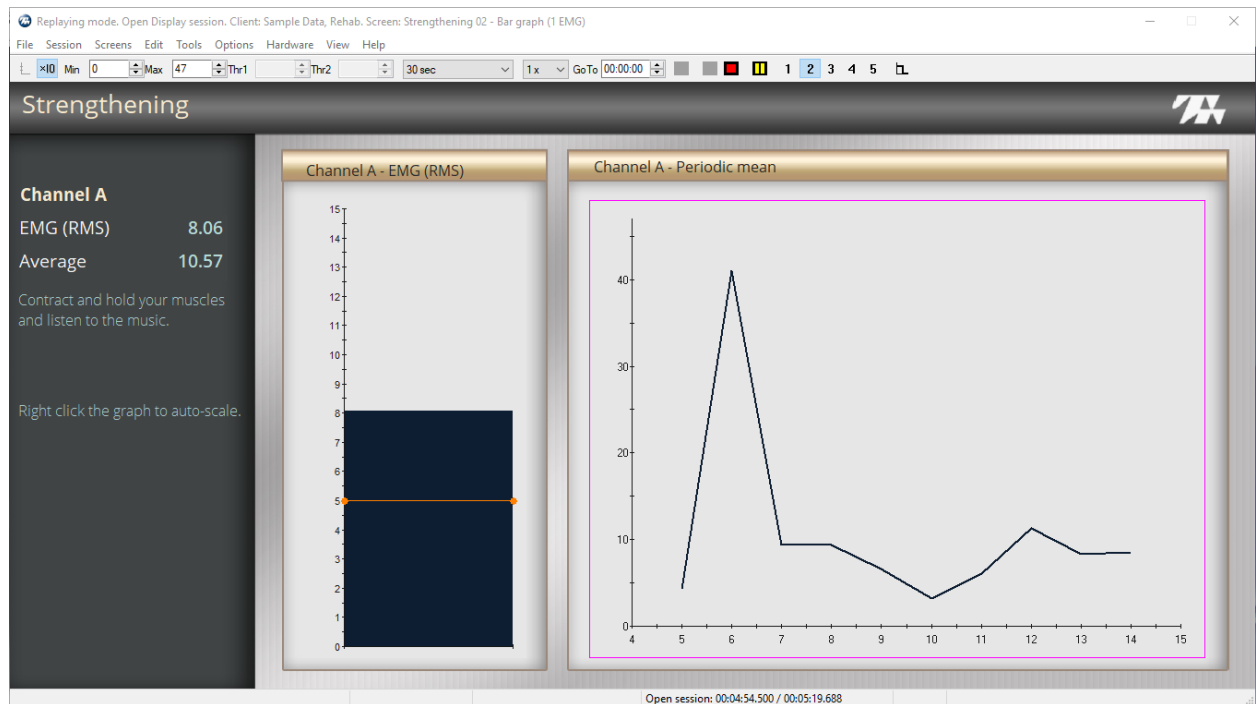 Replaying mode. Open Display session. Client: Sample Data, Rehab. Screen: Strengthening 02 - Bar graph (1 EMG)
File Session Screens Edit Tools Options Hardware View Help
×10 Min 0 Max 47 Thr1 Thr2 30 sec 1 x GoTo 00:00:00 1 2 3 4 5
Strengthening
Channel A
EMG (RMS) 8.06
Average 10.57
Contract and hold your muscles
and listen to the music.
Right click the graph to auto-scale.
Channel A - EMG (RMS)
15
14
13
12
11
10
9
8
7
6
5
4
3
2
1
0
Channel A - Periodic mean
40
30
20
10
0
4 5 6 7 8 9 10 11 12 13 14 15
Open session: 00:04:54.500 / 00:05:19.688